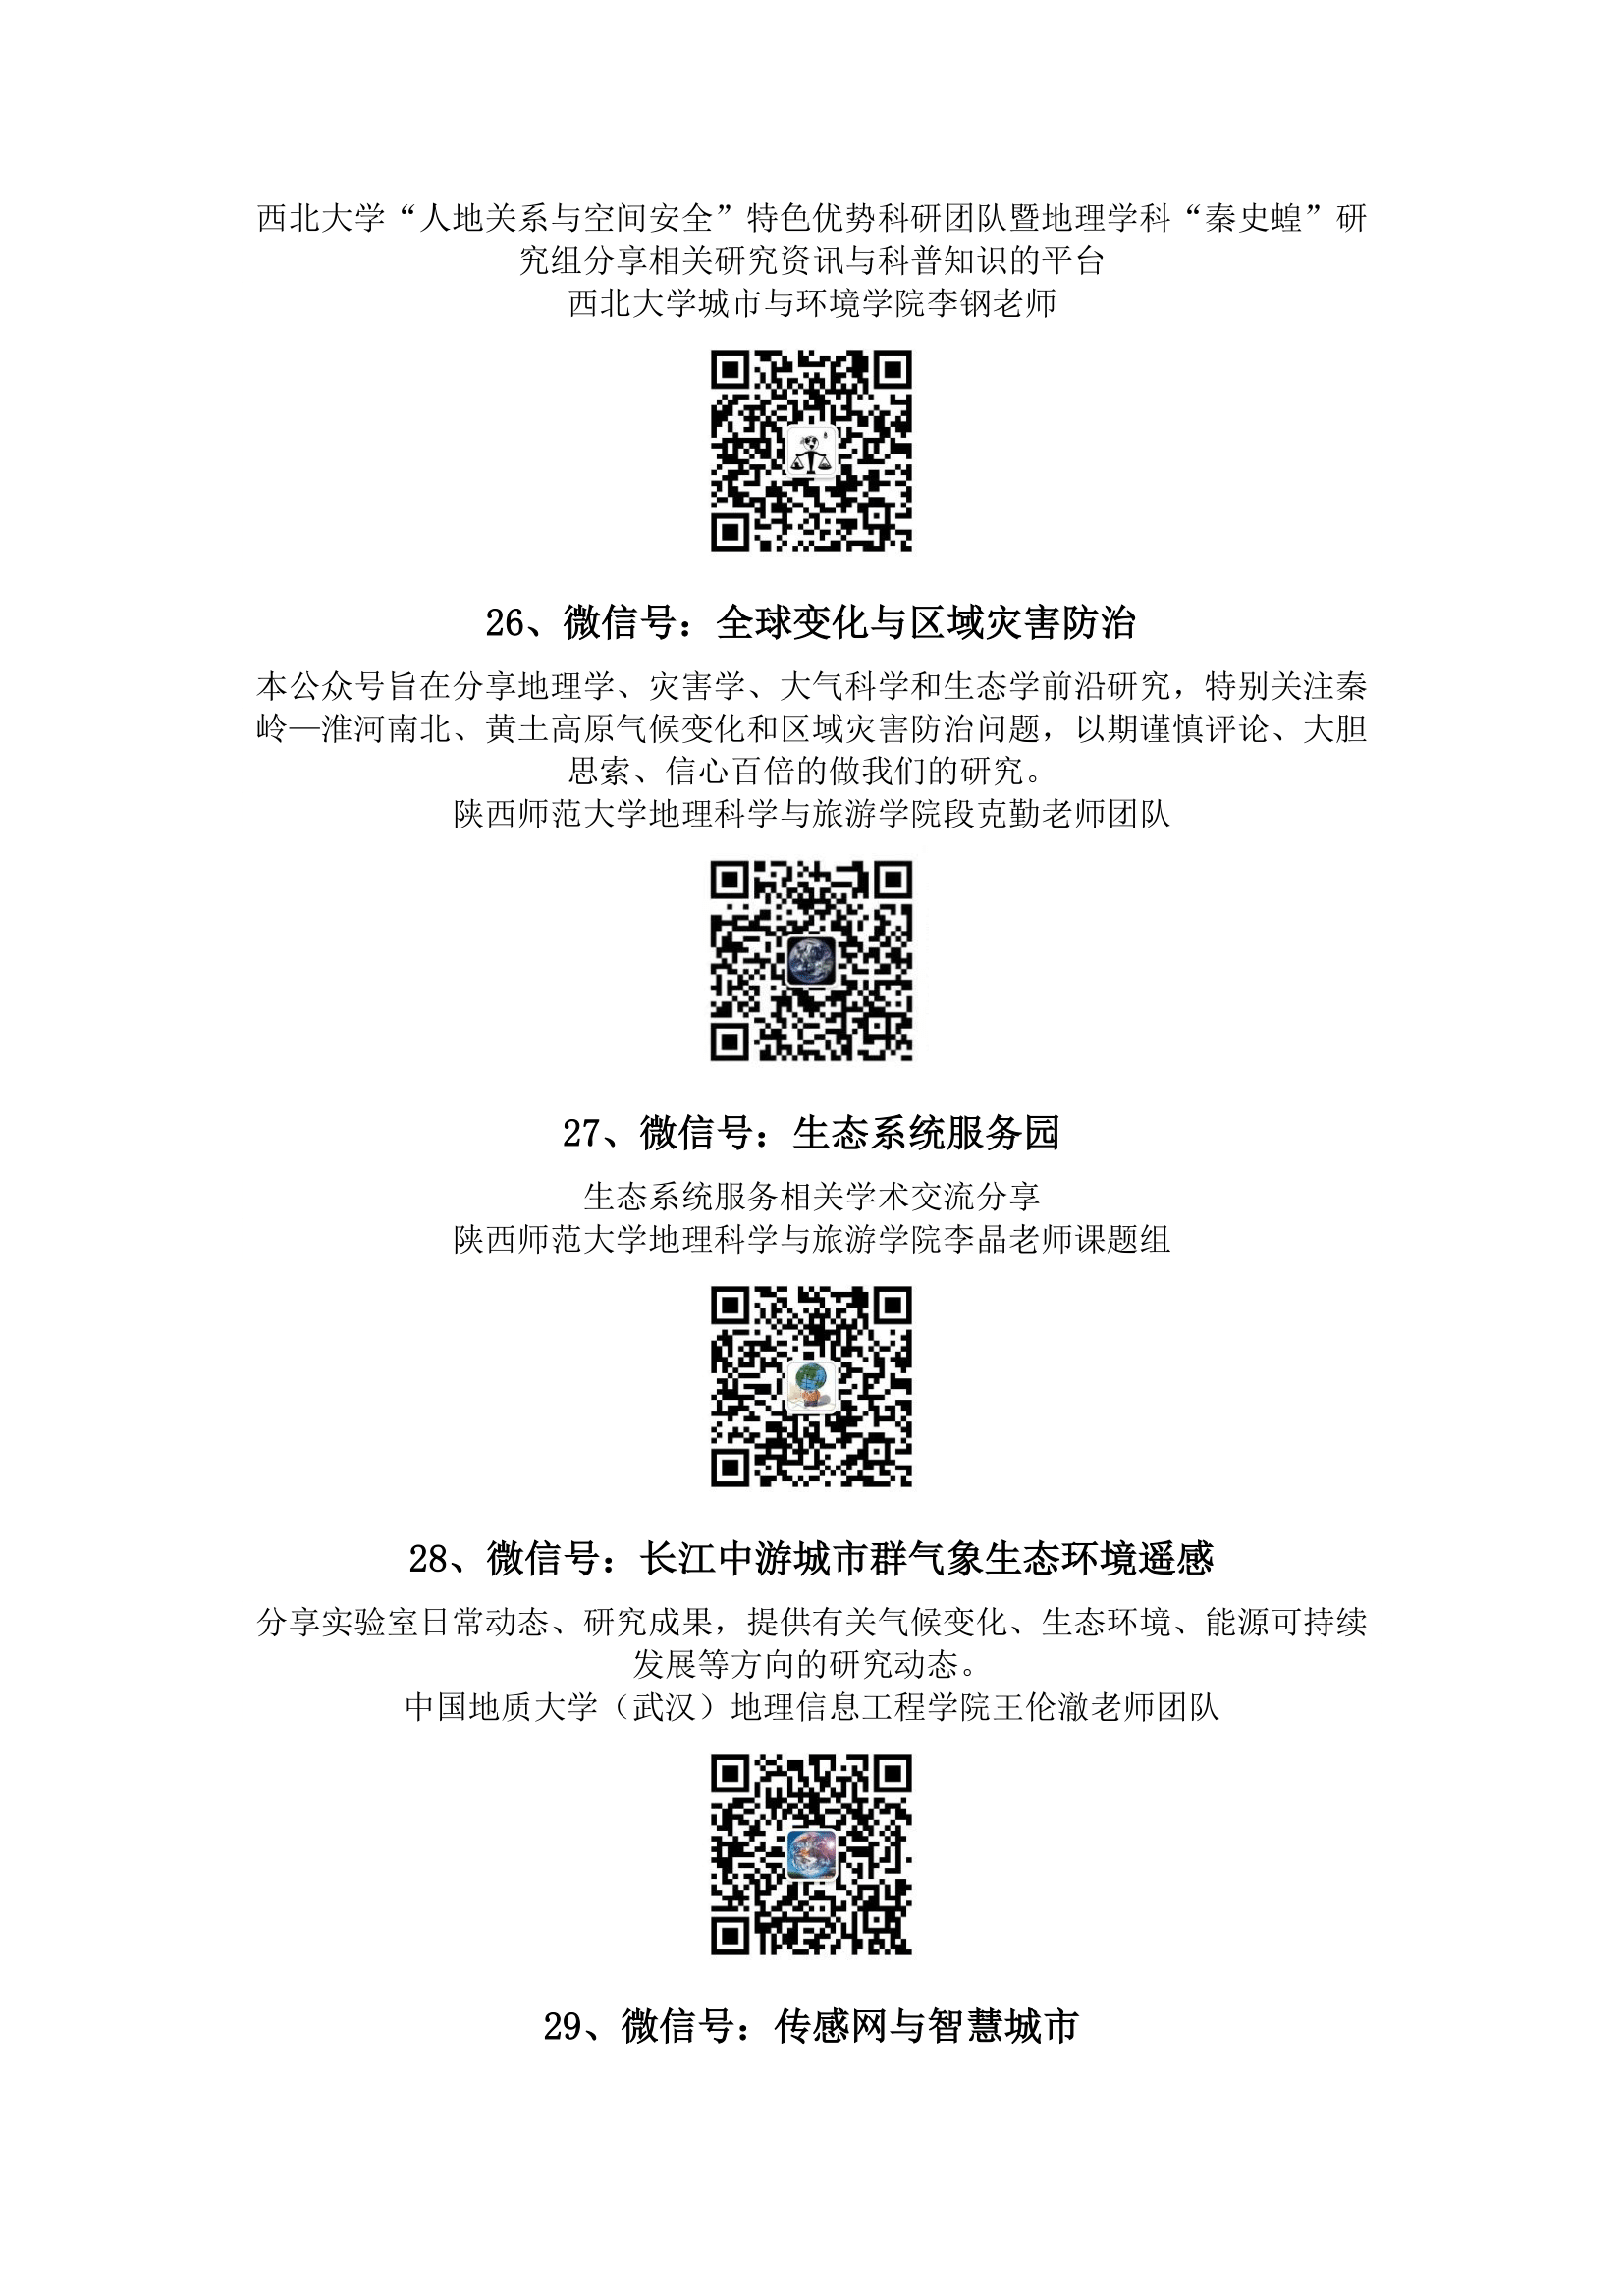 西北大学“人地关系与空间安全”特色优势科研团队暨地理学科“秦史蝗”研
究组分享相关研究资讯与科普知识的平台
西北大学城市与环境学院李钢老师
26、微信号：全球变化与区域灾害防治
本公众号旨在分享地理学、灾害学、大气科学和生态学前沿研究，特别关注秦
岭—淮河南北、黄土高原气候变化和区域灾害防治问题，以期谨慎评论、大胆
思索、信心百倍的做我们的研究。
陕西师范大学地理科学与旅游学院段克勤老师团队
27、微信号：生态系统服务园
生态系统服务相关学术交流分享
陕西师范大学地理科学与旅游学院李晶老师课题组
28、微信号：长江中游城市群气象生态环境遥感
分享实验室日常动态、研究成果，提供有关气候变化、生态环境、能源可持续
发展等方向的研究动态。
中国地质大学（武汉）地理信息工程学院王伦澈老师团队
29、微信号：传感网与智慧城市